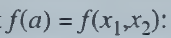 f(a) = f(x₁,x₂):